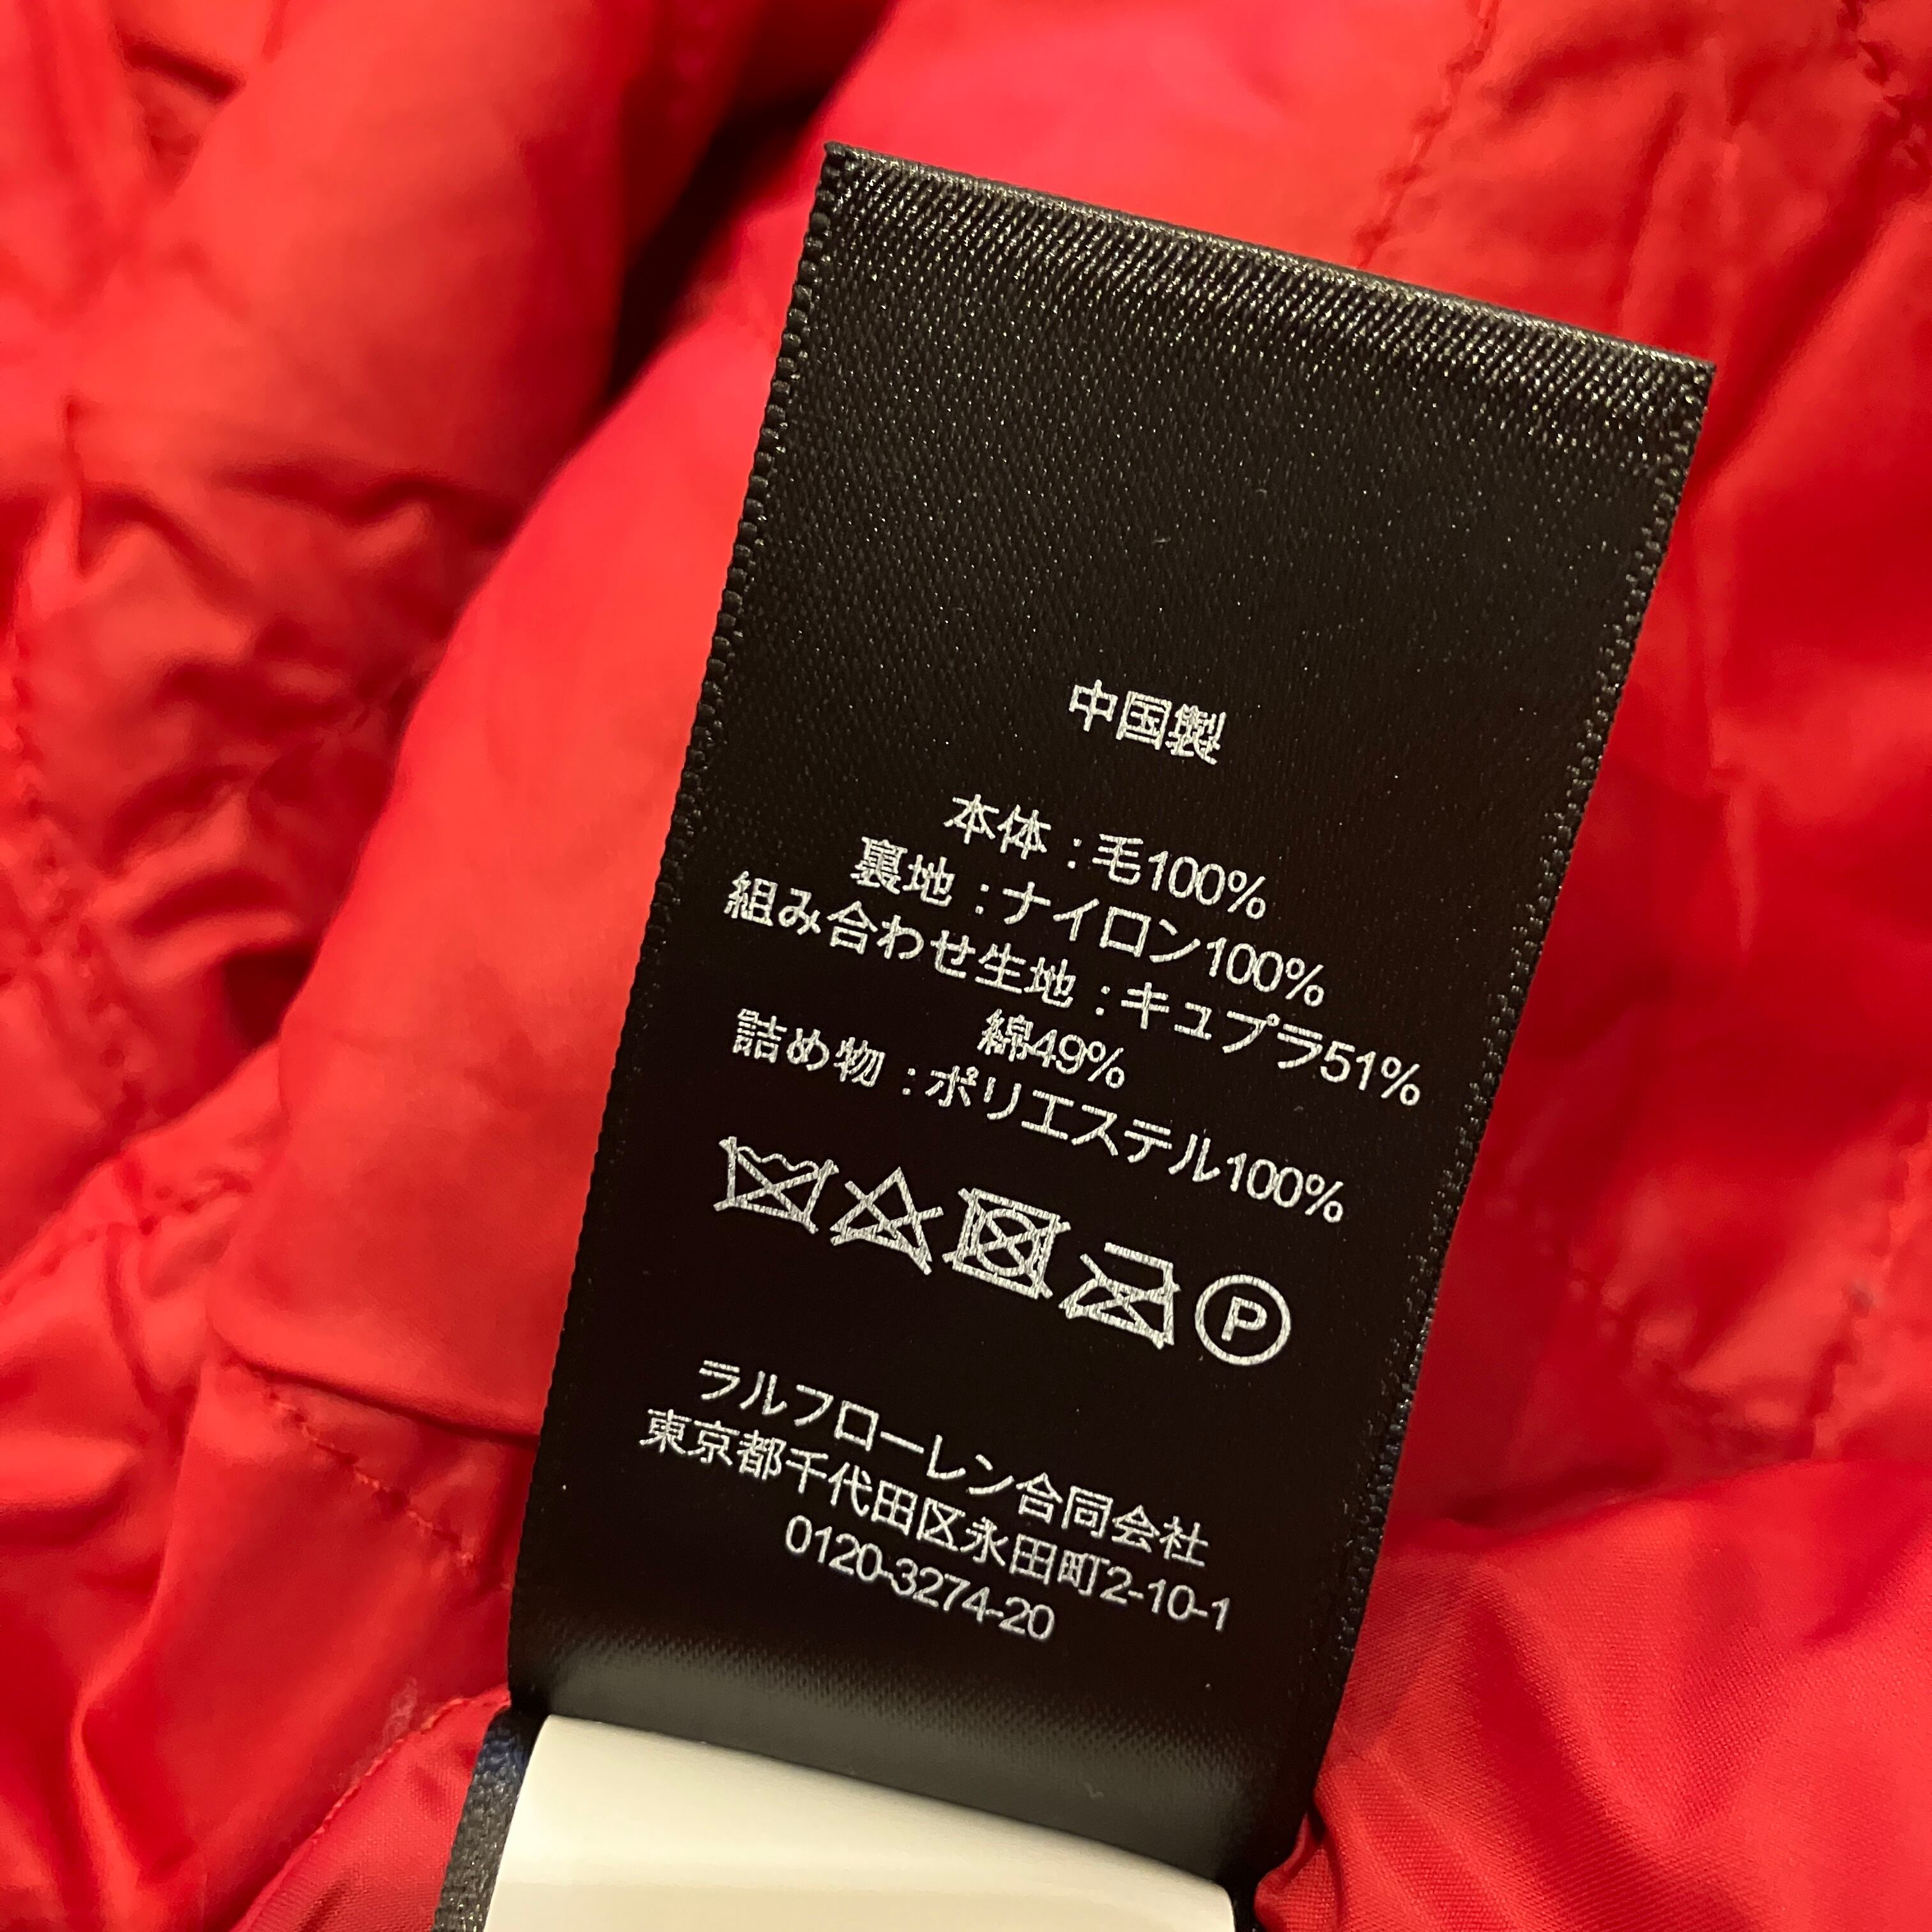 中国製
本体：毛100%
裏地：ナイロン100%
組み合わせ生地：キュプラ51%
綿49%
詰め物：ポリエステル100%
P
ラルフローレン合同会社
東京都千代田区永田町2-10-1
0120-3274-20